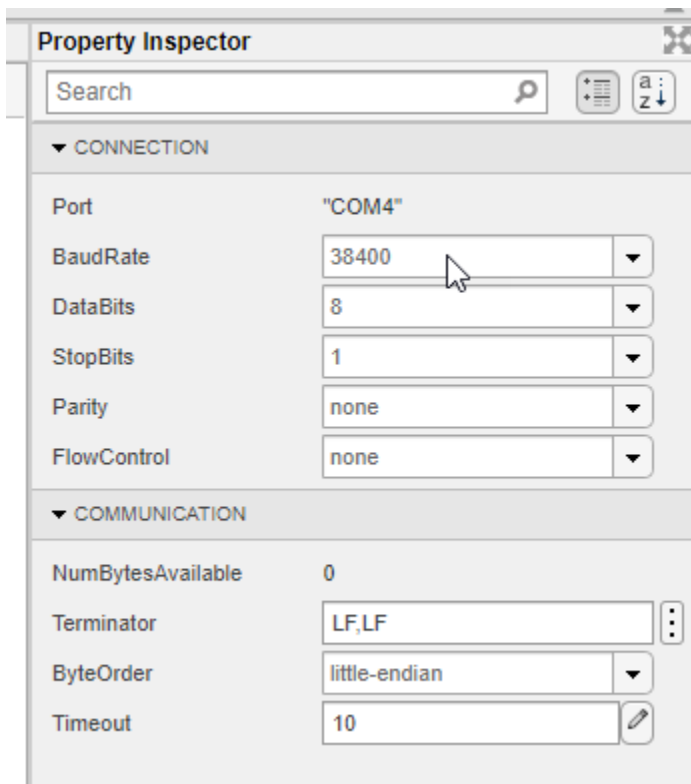 Property Inspector
Search
a
z
CONNECTION
Port "COM4"
BaudRate 38400
DataBits 8
StopBits 1
Parity none
FlowControl none
COMMUNICATION
NumBytesAvailable 0
Terminator LF,LF
ByteOrder little-endian
Timeout 10